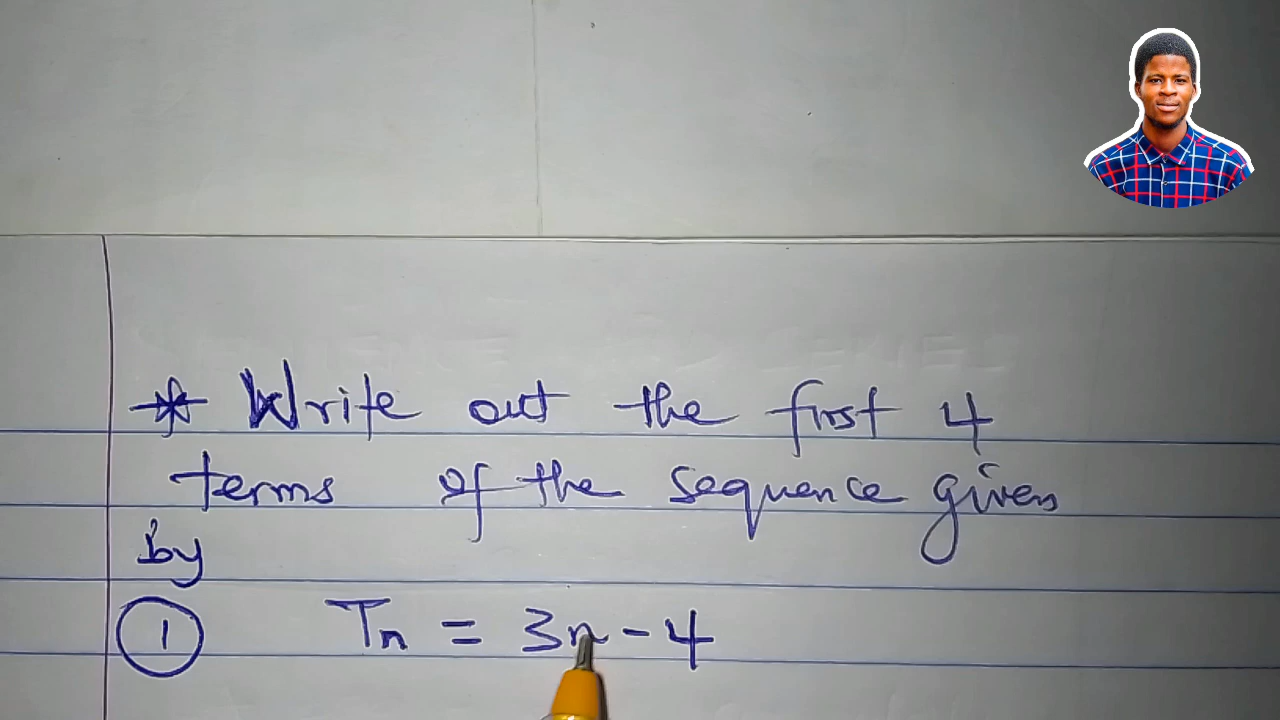 * Write out the first 4
terms of the sequence given
by
1 Tn = 3n - 4